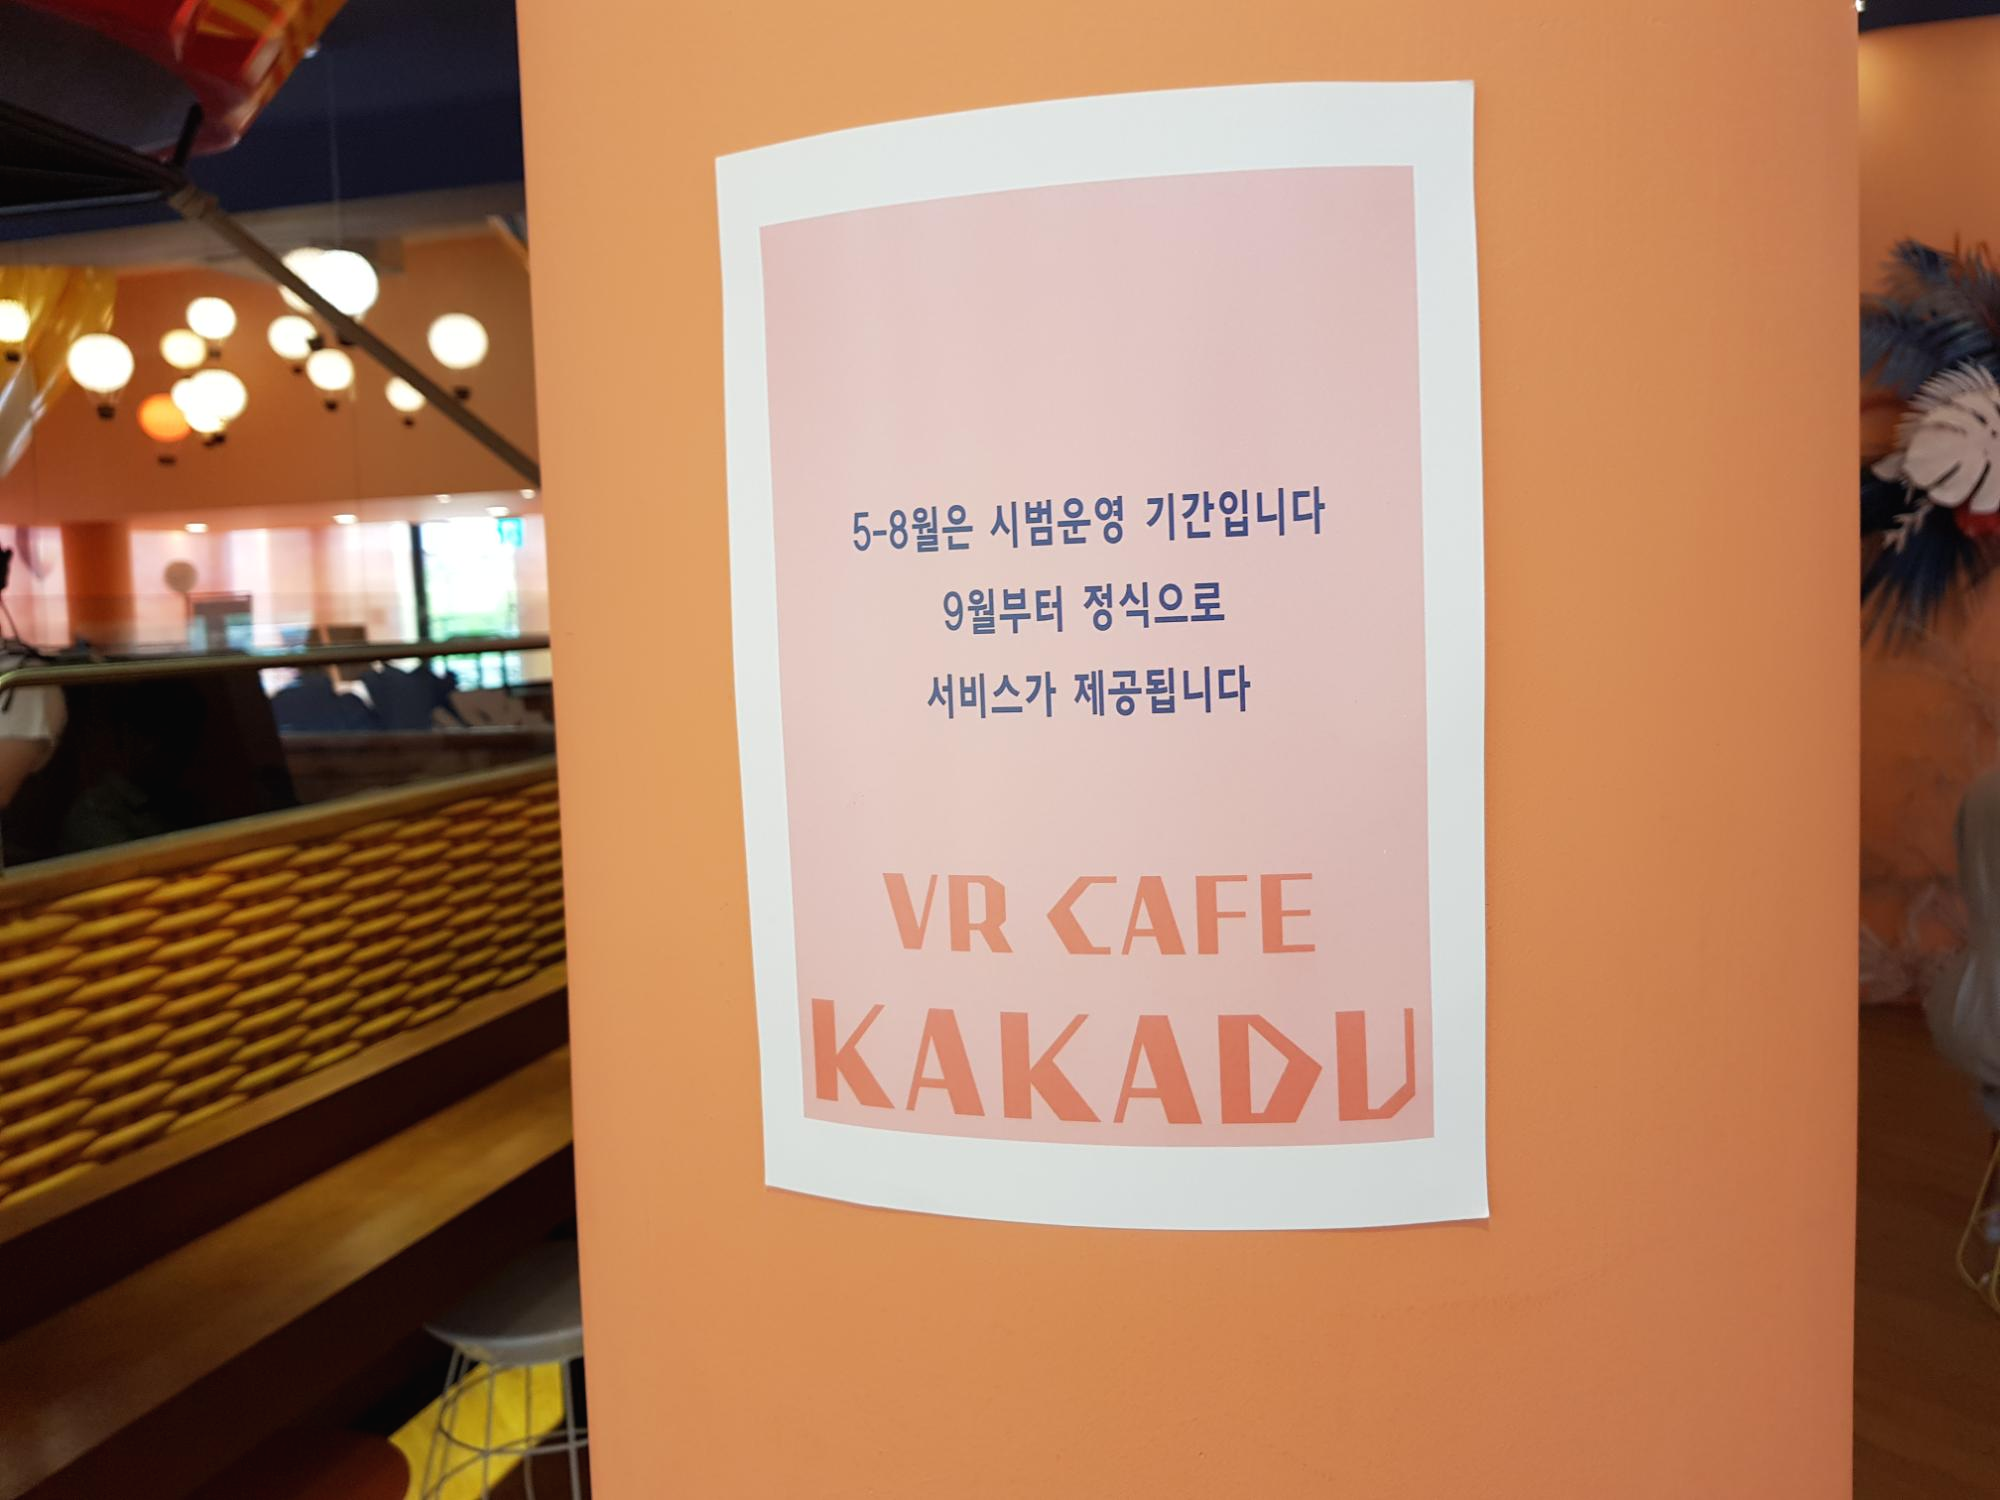 5-8월은 시범운영 기간입니다
9월부터 정식으로
서비스가 제공됩니다
VR CAFE
KAKADU